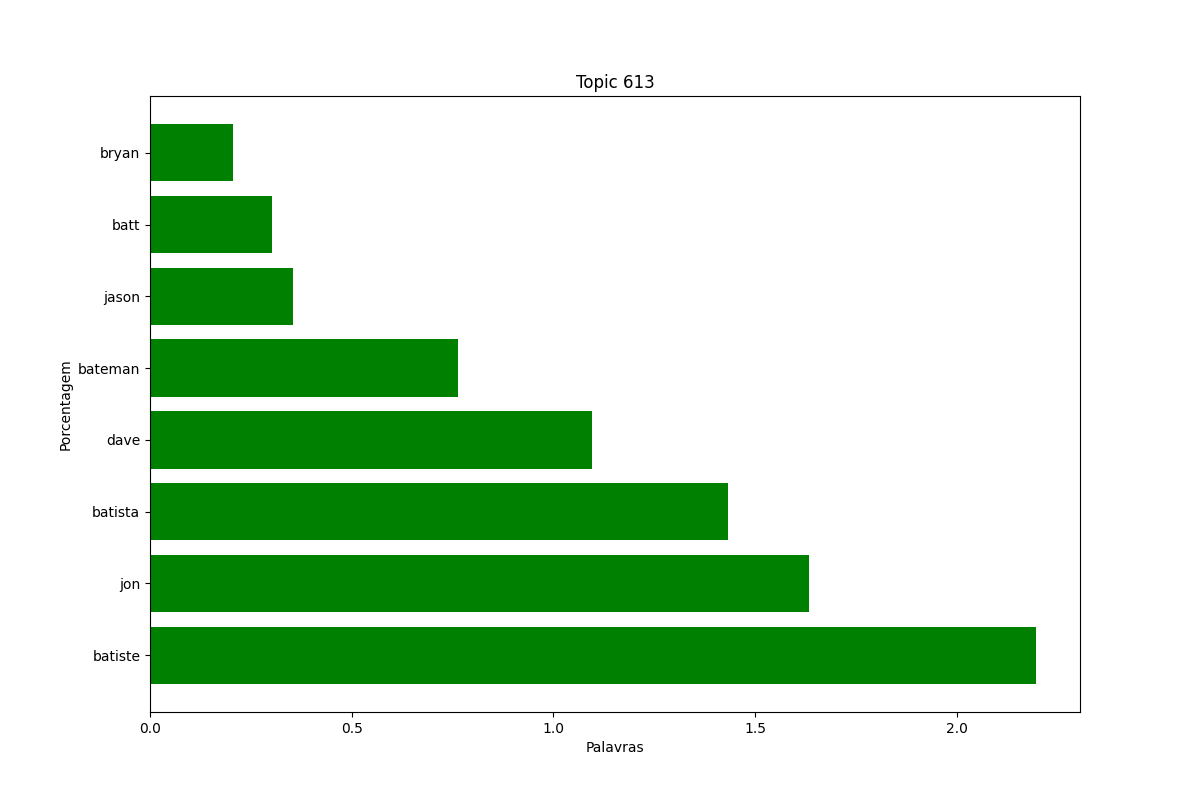 Topic 613
Porcentagem
bryan
batt
jason
bateman
dave
batista
jon
batiste
0.0 0.5 1.0 1.5 2.0
Palavras